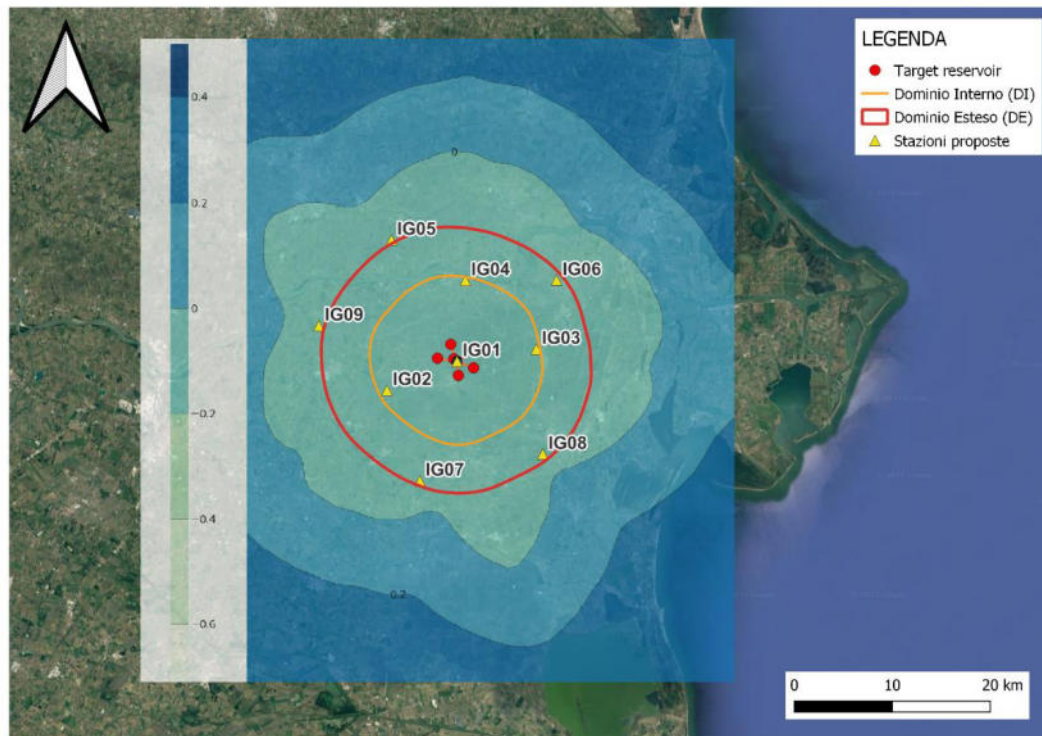 LEGENDA
Target reservoir
Dominio Interno (DI)
Dominio Esteso (DE)
Stazioni proposte
0.4
0.2
0
−0.2
−0.4
−0.6
0
0.2
IG05
IG04
IG06
IG09
IG03
IG01
IG02
IG08
IG07
0 10 20 km